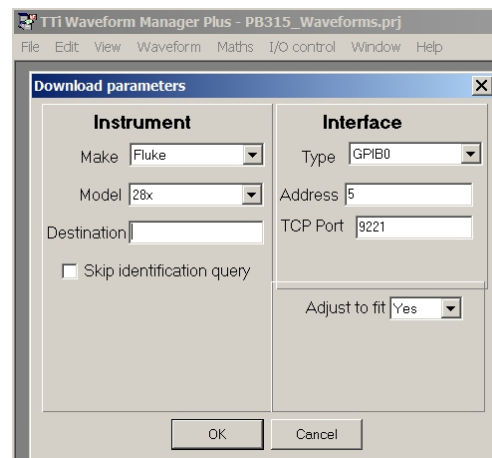 TTi Waveform Manager Plus - PB315_Waveforms.prj
File Edit View Waveform Maths I/O control Window Help
Download parameters
Instrument
Make Fluke
Model 28x
Destination
Skip identification query
Interface
Type GPIB0
Address 5
TCP Port 9221
Adjust to fit Yes
OK Cancel